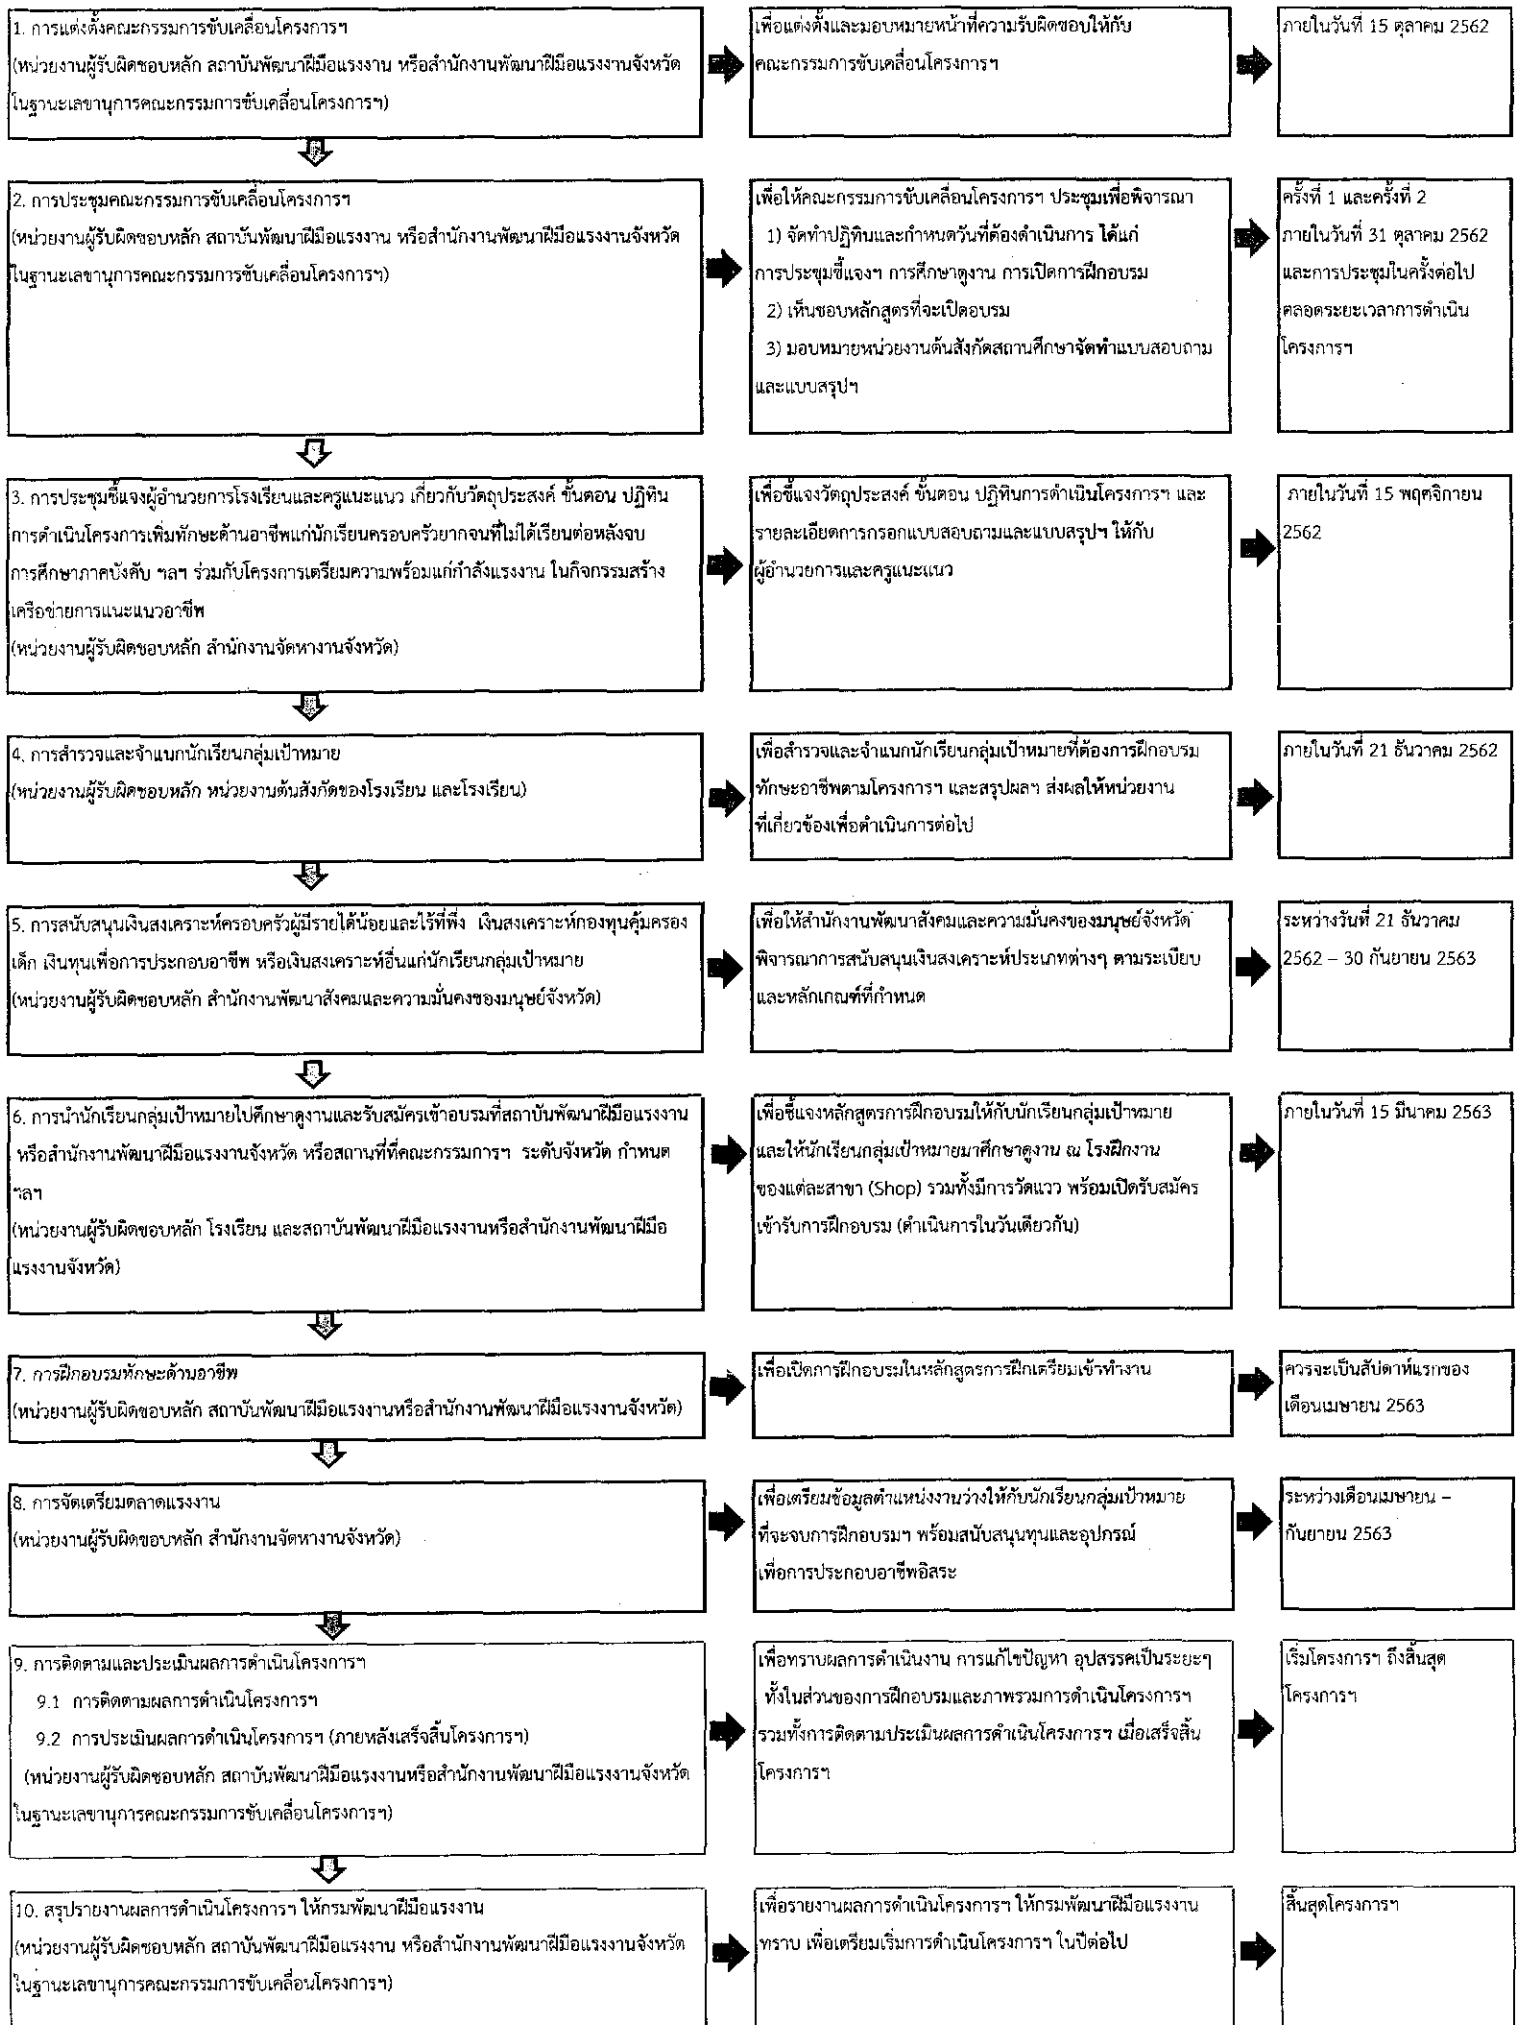 1. การแต่งตั้งคณะกรรมการขับเคลื่อนโครงการฯ
(หน่วยงานผู้รับผิดชอบหลัก สถาบันพัฒนาฝีมือแรงงาน หรือสำนักงานพัฒนาฝีมือแรงงานจังหวัด
ในฐานะเลขานุการคณะกรรมการขับเคลื่อนโครงการฯ)
เพื่อแต่งตั้งและมอบหมายหน้าที่ความรับผิดชอบให้กับ
คณะกรรมการขับเคลื่อนโครงการฯ
ภายในวันที่ 15 ตุลาคม 2562
2. การประชุมคณะกรรมการขับเคลื่อนโครงการฯ
(หน่วยงานผู้รับผิดชอบหลัก สถาบันพัฒนาฝีมือแรงงาน หรือสำนักงานพัฒนาฝีมือแรงงานจังหวัด
ในฐานะเลขานุการคณะกรรมการขับเคลื่อนโครงการฯ)
เพื่อให้คณะกรรมการขับเคลื่อนโครงการฯ ประชุมเพื่อพิจารณา
1) จัดทำปฏิทินและกำหนดวันที่ต้องดำเนินการ ได้แก่
การประชุมชี้แจงฯ การศึกษาดูงาน การเปิดการฝึกอบรม
2) เห็นชอบหลักสูตรที่จะเปิดอบรม
3) มอบหมายหน่วยงานต้นสังกัดสถานศึกษาจัดทำแบบสอบถาม
และแบบสรุปฯ
ครั้งที่ 1 และครั้งที่ 2
ภายในวันที่ 31 ตุลาคม 2562
และการประชุมในครั้งต่อไป
ตลอดระยะเวลาการดำเนิน
โครงการฯ
3. การประชุมชี้แจงผู้อำนวยการโรงเรียนและครูแนะแนว เกี่ยวกับวัตถุประสงค์ ขั้นตอน ปฏิทิน
การดำเนินโครงการเพิ่มทักษะด้านอาชีพแก่นักเรียนครอบครัวยากจนที่ไม่ได้เรียนต่อหลังจบ
การศึกษาภาคบังคับ ฯลฯ ร่วมกับโครงการเตรียมความพร้อมแก่กำลังแรงงาน ในกิจกรรมสร้าง
เครือข่ายการแนะแนวอาชีพ
(หน่วยงานผู้รับผิดชอบหลัก สำนักงานจัดหางานจังหวัด)
เพื่อชี้แจงวัตถุประสงค์ ขั้นตอน ปฏิทินการดำเนินโครงการฯ และ
รายละเอียดการกรอกแบบสอบถามและแบบสรุปฯ ให้กับ
ผู้อำนวยการและครูแนะแนว
ภายในวันที่ 15 พฤศจิกายน
2562
4. การสำรวจและจำแนกนักเรียนกลุ่มเป้าหมาย
(หน่วยงานผู้รับผิดชอบหลัก หน่วยงานต้นสังกัดของโรงเรียน และโรงเรียน)
เพื่อสำรวจและจำแนกนักเรียนกลุ่มเป้าหมายที่ต้องการฝึกอบรม
ทักษะอาชีพตามโครงการฯ และสรุปผลฯ ส่งผลให้หน่วยงาน
ที่เกี่ยวข้องเพื่อดำเนินการต่อไป
ภายในวันที่ 21 ธันวาคม 2562
5. การสนับสนุนเงินสงเคราะห์ครอบครัวผู้มีรายได้น้อยและไร้ที่พึ่ง เงินสงเคราะห์กองทุนคุ้มครอง
เด็ก เงินทุนเพื่อการประกอบอาชีพ หรือเงินสงเคราะห์อื่นแก่นักเรียนกลุ่มเป้าหมาย
(หน่วยงานผู้รับผิดชอบหลัก สำนักงานพัฒนาสังคมและความมั่นคงของมนุษย์จังหวัด)
เพื่อให้สำนักงานพัฒนาสังคมและความมั่นคงของมนุษย์จังหวัด
พิจารณาการสนับสนุนเงินสงเคราะห์ประเภทต่างๆ ตามระเบียบ
และหลักเกณฑ์ที่กำหนด
ระหว่างวันที่ 21 ธันวาคม
2562 – 30 กันยายน 2563
6. การนำนักเรียนกลุ่มเป้าหมายไปศึกษาดูงานและรับสมัครเข้าอบรมที่สถาบันพัฒนาฝีมือแรงงาน
หรือสำนักงานพัฒนาฝีมือแรงงานจังหวัด หรือสถานที่ที่คณะกรรมการฯ ระดับจังหวัด กำหนด
ฯลฯ
(หน่วยงานผู้รับผิดชอบหลัก โรงเรียน และสถาบันพัฒนาฝีมือแรงงานหรือสำนักงานพัฒนาฝีมือ
แรงงานจังหวัด)
เพื่อชี้แจงหลักสูตรการฝึกอบรมให้กับนักเรียนกลุ่มเป้าหมาย
และให้นักเรียนกลุ่มเป้าหมายมาศึกษาดูงาน ณ โรงฝึกงาน
ของแต่ละสาขา (Shop) รวมทั้งมีการวัดแวว พร้อมเปิดรับสมัคร
เข้ารับการฝึกอบรม (ดำเนินการในวันเดียวกัน)
ภายในวันที่ 15 มีนาคม 2563
7. การฝึกอบรมทักษะด้านอาชีพ
(หน่วยงานผู้รับผิดชอบหลัก สถาบันพัฒนาฝีมือแรงงานหรือสำนักงานพัฒนาฝีมือแรงงานจังหวัด)
เพื่อเปิดการฝึกอบรมในหลักสูตรการฝึกเตรียมเข้าทำงาน
ควรจะเป็นสัปดาห์แรกของ
เดือนเมษายน 2563
8. การจัดเตรียมตลาดแรงงาน
(หน่วยงานผู้รับผิดชอบหลัก สำนักงานจัดหางานจังหวัด)
เพื่อเตรียมข้อมูลตำแหน่งงานว่างให้กับนักเรียนกลุ่มเป้าหมาย
ที่จะจบการฝึกอบรมฯ พร้อมสนับสนุนทุนและอุปกรณ์
เพื่อการประกอบอาชีพอิสระ
ระหว่างเดือนเมษายน –
กันยายน 2563
9. การติดตามและประเมินผลการดำเนินโครงการฯ
9.1 การติดตามผลการดำเนินโครงการฯ
9.2 การประเมินผลการดำเนินโครงการฯ (ภายหลังเสร็จสิ้นโครงการฯ)
(หน่วยงานผู้รับผิดชอบหลัก สถาบันพัฒนาฝีมือแรงงานหรือสำนักงานพัฒนาฝีมือแรงงานจังหวัด
ในฐานะเลขานุการคณะกรรมการขับเคลื่อนโครงการฯ)
เพื่อทราบผลการดำเนินงาน การแก้ไขปัญหา อุปสรรคเป็นระยะๆ
ทั้งในส่วนของการฝึกอบรมและภาพรวมการดำเนินโครงการฯ
รวมทั้งการติดตามประเมินผลการดำเนินโครงการฯ เมื่อเสร็จสิ้น
โครงการฯ
เริ่มโครงการฯ ถึงสิ้นสุด
โครงการฯ
10. สรุปรายงานผลการดำเนินโครงการฯ ให้กรมพัฒนาฝีมือแรงงาน
(หน่วยงานผู้รับผิดชอบหลัก สถาบันพัฒนาฝีมือแรงงาน หรือสำนักงานพัฒนาฝีมือแรงงานจังหวัด
ในฐานะเลขานุการคณะกรรมการขับเคลื่อนโครงการฯ)
เพื่อรายงานผลการดำเนินโครงการฯ ให้กรมพัฒนาฝีมือแรงงาน
ทราบ เพื่อเตรียมเริ่มการดำเนินโครงการฯ ในปีต่อไป
สิ้นสุดโครงการฯ